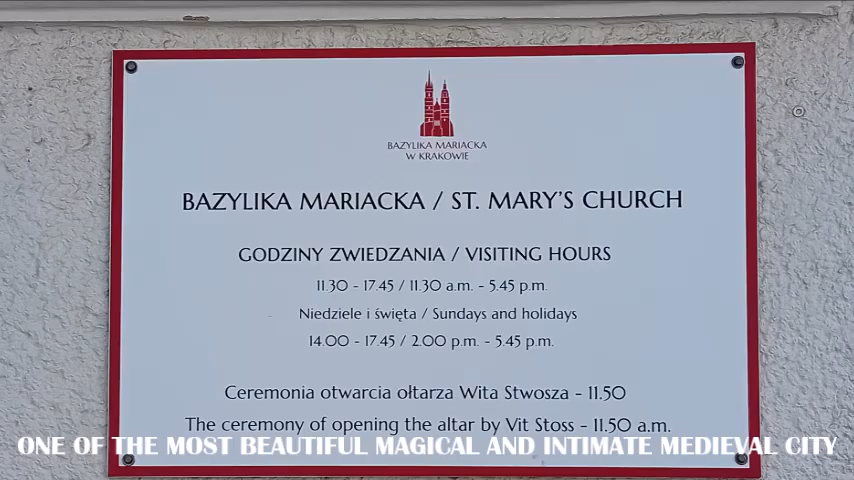 BAZYLIKA MARIACKA
W KRAKOWIE
BAZYLIKA MARIACKA / ST. MARY'S CHURCH
GODZINY ZWIEDZANIA / VISITING HOURS
11.30 - 17.45 / 11.30 a.m. - 5.45 p.m.
Niedziele i święta / Sundays and holidays
14.00 - 17.45 / 2.00 p.m. - 5.45 p.m.
Ceremonia otwarcia ołtarza Wita Stwosza - 11.50
The ceremony of opening the altar by Vit Stoss - 11.50 a.m.
ONE OF THE MOST BEAUTIFUL MAGICAL AND INTIMATE MEDIEVAL CITY